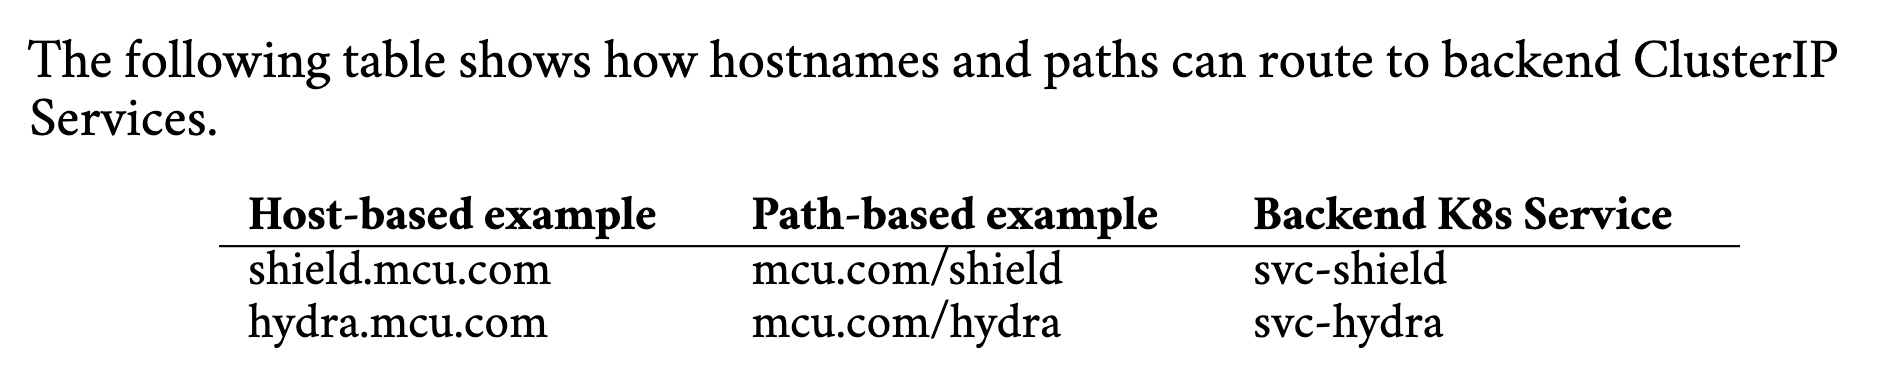 The following table shows how hostnames and paths can route to backend ClusterIP
Services.
Host-based example Path-based example Backend K8s Service
shield.mcu.com mcu.com/shield svc-shield
hydra.mcu.com mcu.com/hydra svc-hydra